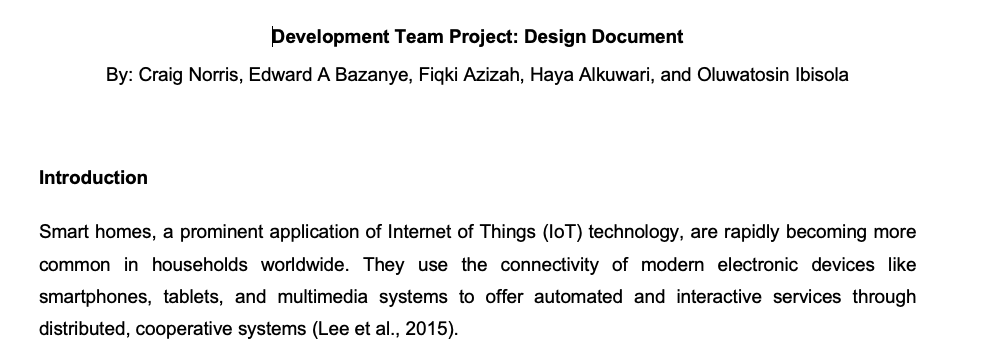 Development Team Project: Design Document
By: Craig Norris, Edward A Bazanye, Fiqki Azizah, Haya Alkuwari, and Oluwatosin Ibisola
Introduction
Smart homes, a prominent application of Internet of Things (IoT) technology, are rapidly becoming more
common in households worldwide. They use the connectivity of modern electronic devices like
smartphones, tablets, and multimedia systems to offer automated and interactive services through
distributed, cooperative systems (Lee et al., 2015).